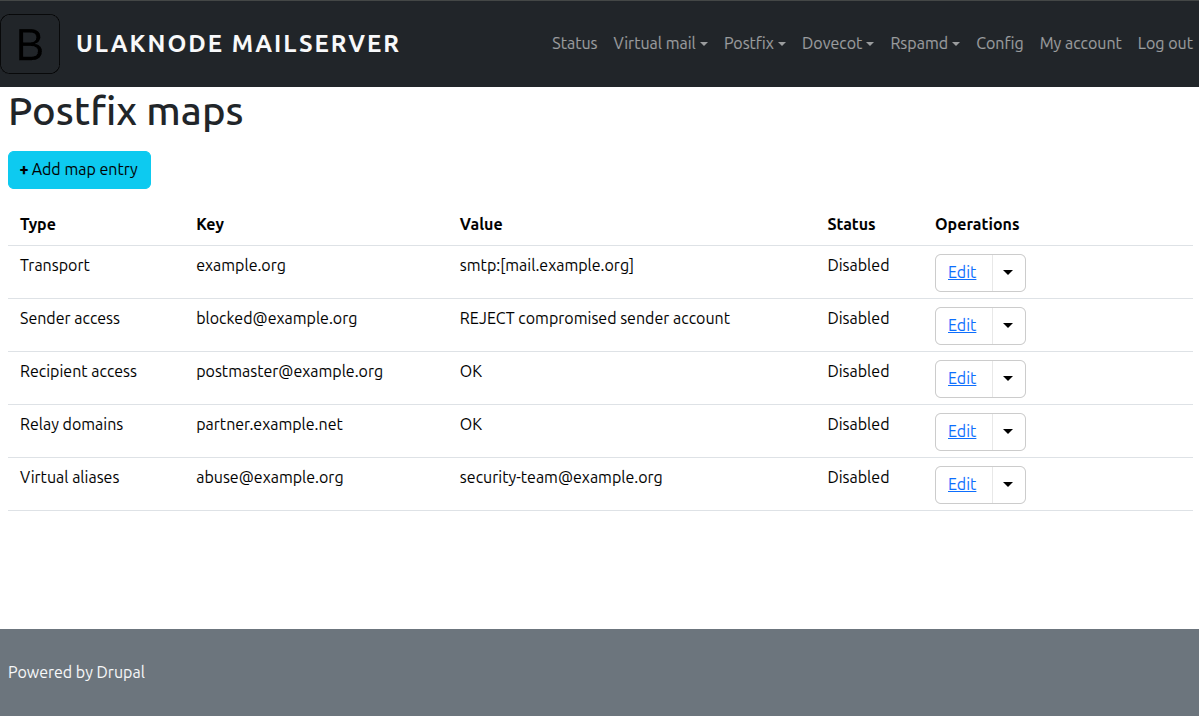 B ULAKNODE MAILSERVER Status Virtual mail Postfix Dovecot Rspamd Config My account Log out
Postfix maps
+ Add map entry
Type Key Value Status Operations
Transport example.org smtp:[mail.example.org] Disabled Edit
Sender access blocked@example.org REJECT compromised sender account Disabled Edit
Recipient access postmaster@example.org OK Disabled Edit
Relay domains partner.example.net OK Disabled Edit
Virtual aliases abuse@example.org security-team@example.org Disabled Edit
Powered by Drupal